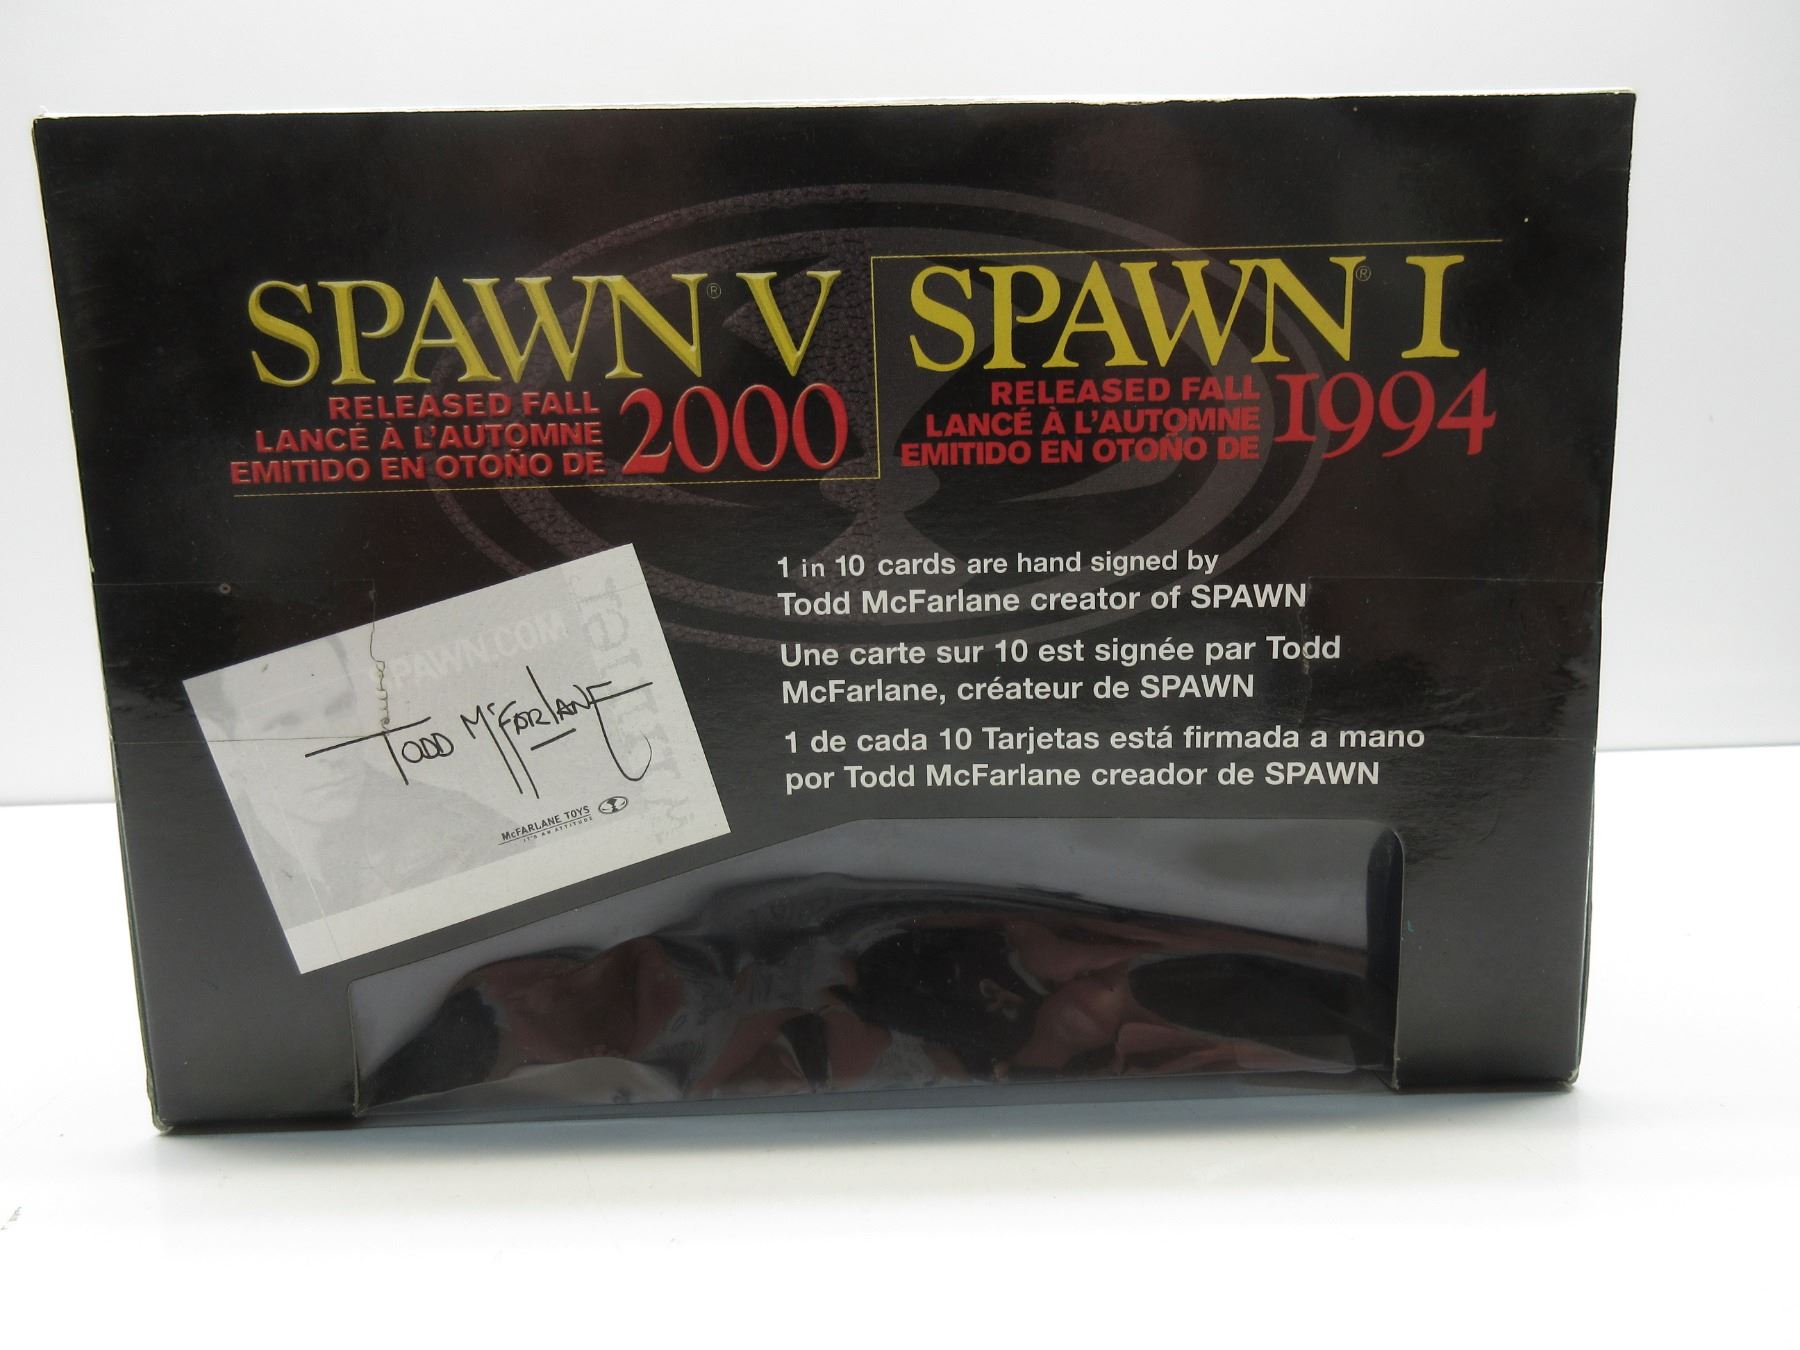 SPAWN® V
RELEASED FALL
LANCÉ À L'AUTOMNE
EMITIDO EN OTOÑO DE
2000
SPAWN® I
RELEASED FALL
LANCÉ À L'AUTOMNE
EMITIDO EN OTOÑO DE
1994
1 in 10 cards are hand signed by
Todd McFarlane creator of SPAWN
Une carte sur 10 est signée par Todd
McFarlane, créateur de SPAWN
1 de cada 10 Tarjetas está firmada a mano
por Todd McFarlane creador de SPAWN
SPAWN.COM
TODD McFARLANE
McFARLANE TOYS
IT'S AN ATTITUDE